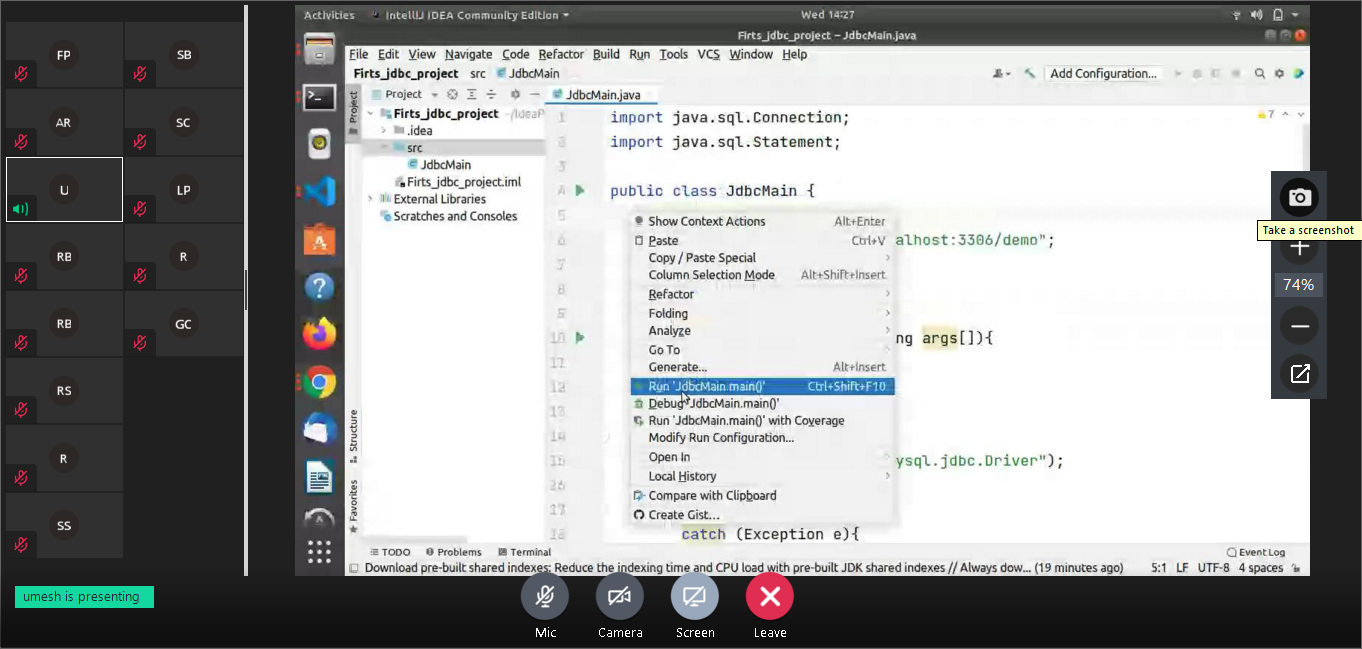 FP
SB
AR
SC
U
LP
RB
R
RB
GC
RS
R
SS
umesh is presenting
Activities IntelliJ IDEA Community Edition Wed 14:27
Firts_jdbc_project – JdbcMain.java
File Edit View Navigate Code Refactor Build Run Tools VCS Window Help
Firts_jdbc_project src JdbcMain Add Configuration...
Project
Project
JdbcMain.java
Firts_jdbc_project
.idea
src
JdbcMain
Firts_jdbc_project.iml
External Libraries
Scratches and Consoles
Structure
Favorites
1 import java.sql.Connection; 7
2 import java.sql.Statement;
3
4 public class JdbcMain {
5
6 alhost:3306/demo";
7
8
9
10 ng args[]){
11
12
13
14
15 ysql.jdbc.Driver");
16
17
18 catch (Exception e){
Show Context Actions Alt+Enter
Paste Ctrl+V
Copy / Paste Special
Column Selection Mode Alt+Shift+Insert
Refactor
Folding
Analyze
Go To
Generate... Alt+Insert
Run 'JdbcMain.main()' Ctrl+Shift+F10
Debug 'JdbcMain.main()'
Run 'JdbcMain.main()' with Coverage
Modify Run Configuration...
Open In
Local History
Compare with Clipboard
Create Gist...
TODO Problems Terminal Event Log
Download pre-built shared indexes: Reduce the indexing time and CPU load with pre-built JDK shared indexes // Always dow... (19 minutes ago) 5:1 LF UTF-8 4 spaces
Take a screenshot
74%
Mic Camera Screen Leave